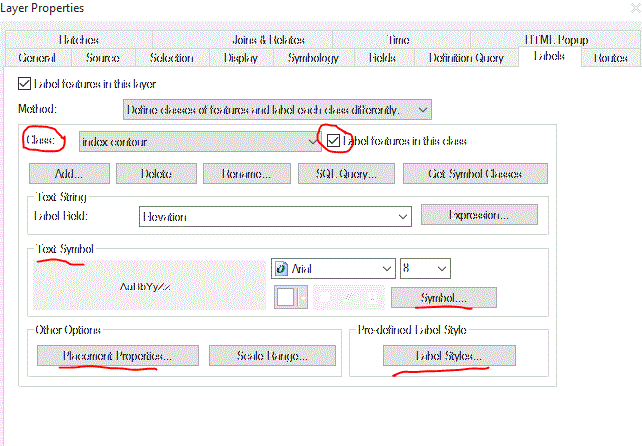 Layer Properties
Hatches Joins & Relates Time HTML Popup
General Source Selection Display Symbology Fields Definition Query Labels Routes
Label features in this layer
Method: Define classes of features and label each class differently.
Class: index contour Label features in this class
Add... Delete Rename... SQL Query... Get Symbol Classes
Text String
Label Field: Elevation Expression...
Text Symbol
AaBbYyZz Arial 8
Symbol...
Other Options Pre-defined Label Style
Placement Properties... Scale Range... Label Styles...